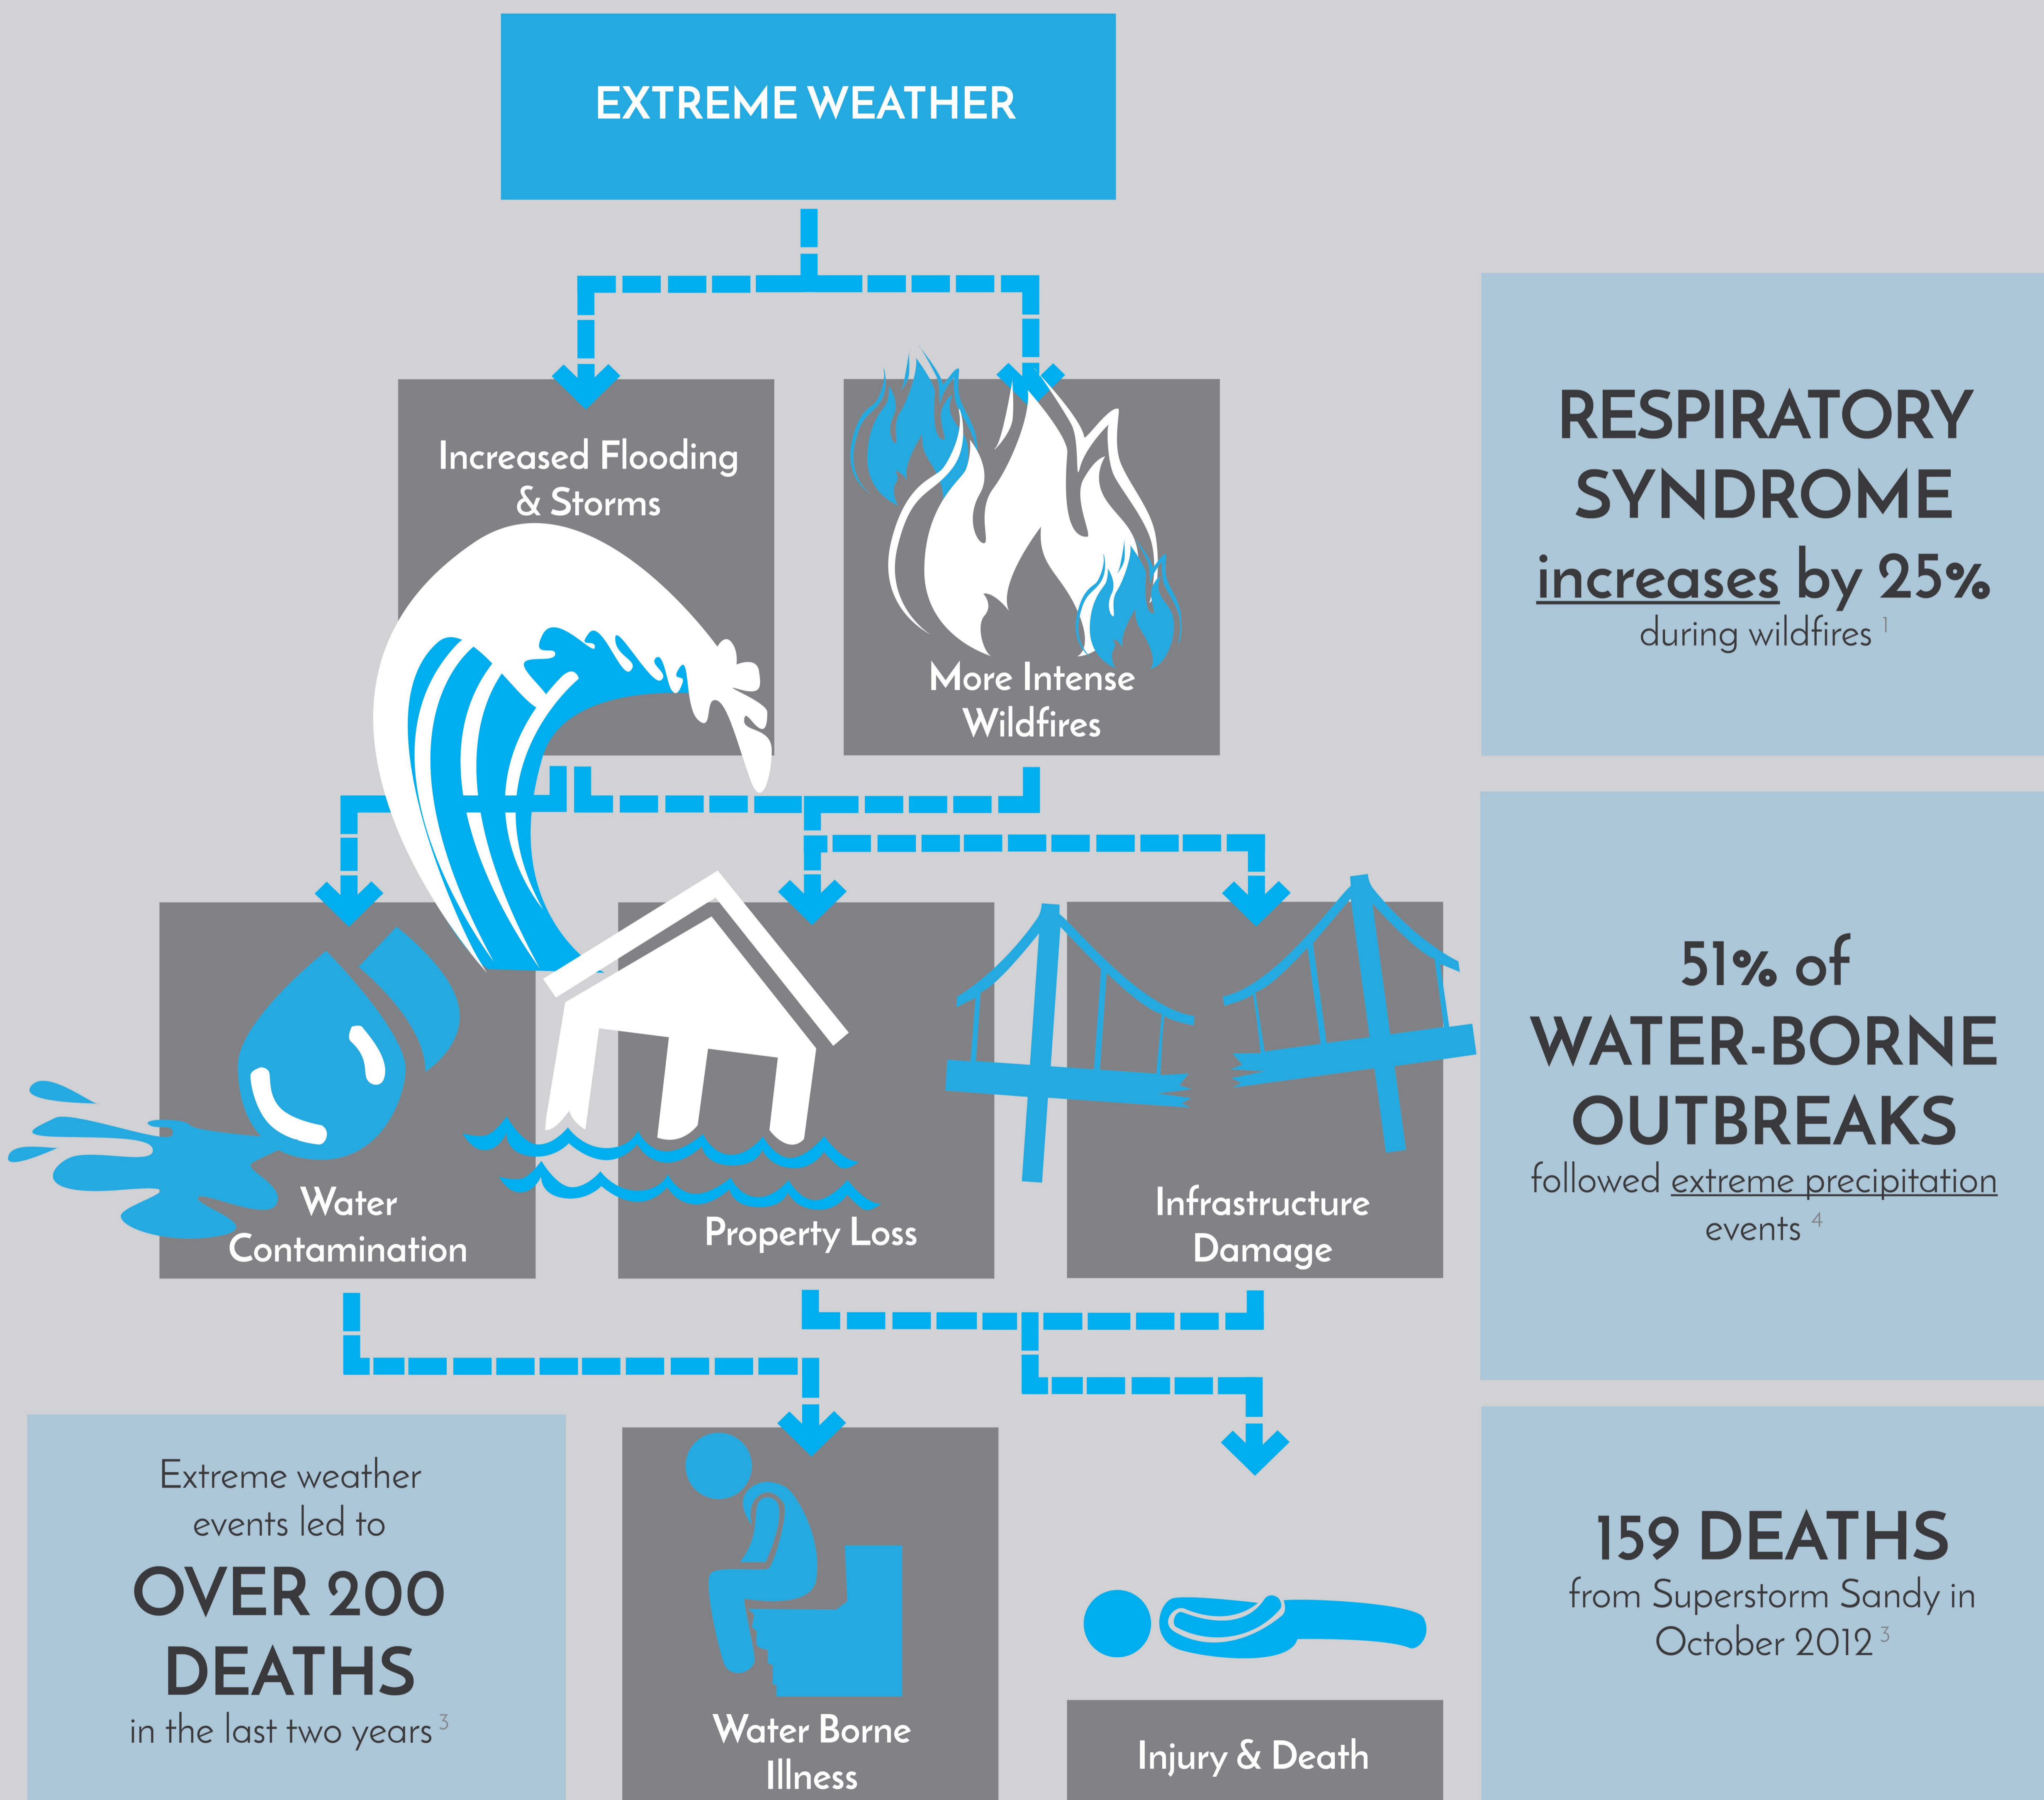 EXTREME WEATHER
Increased Flooding
& Storms
More Intense
Wildfires
RESPIRATORY
SYNDROME
increases by 25%
during wildfires 1
Water
Contamination
Property Loss
Infrastructure
Damage
51% of
WATER-BORNE
OUTBREAKS
followed extreme precipitation
events 4
Extreme weather
events led to
OVER 200
DEATHS
in the last two years 3
Water Borne
Illness
Injury & Death
159 DEATHS
from Superstorm Sandy in
October 2012 3